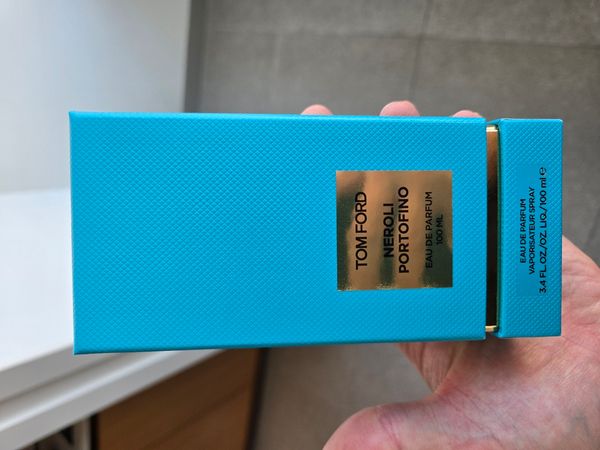 TOM FORD
NEROLI
PORTOFINO
EAU DE PARFUM
100 ML
EAU DE PARFUM
VAPORISATEUR SPRAY
3.4 FL.OZ./OZ. LIQ./100 ml ℮